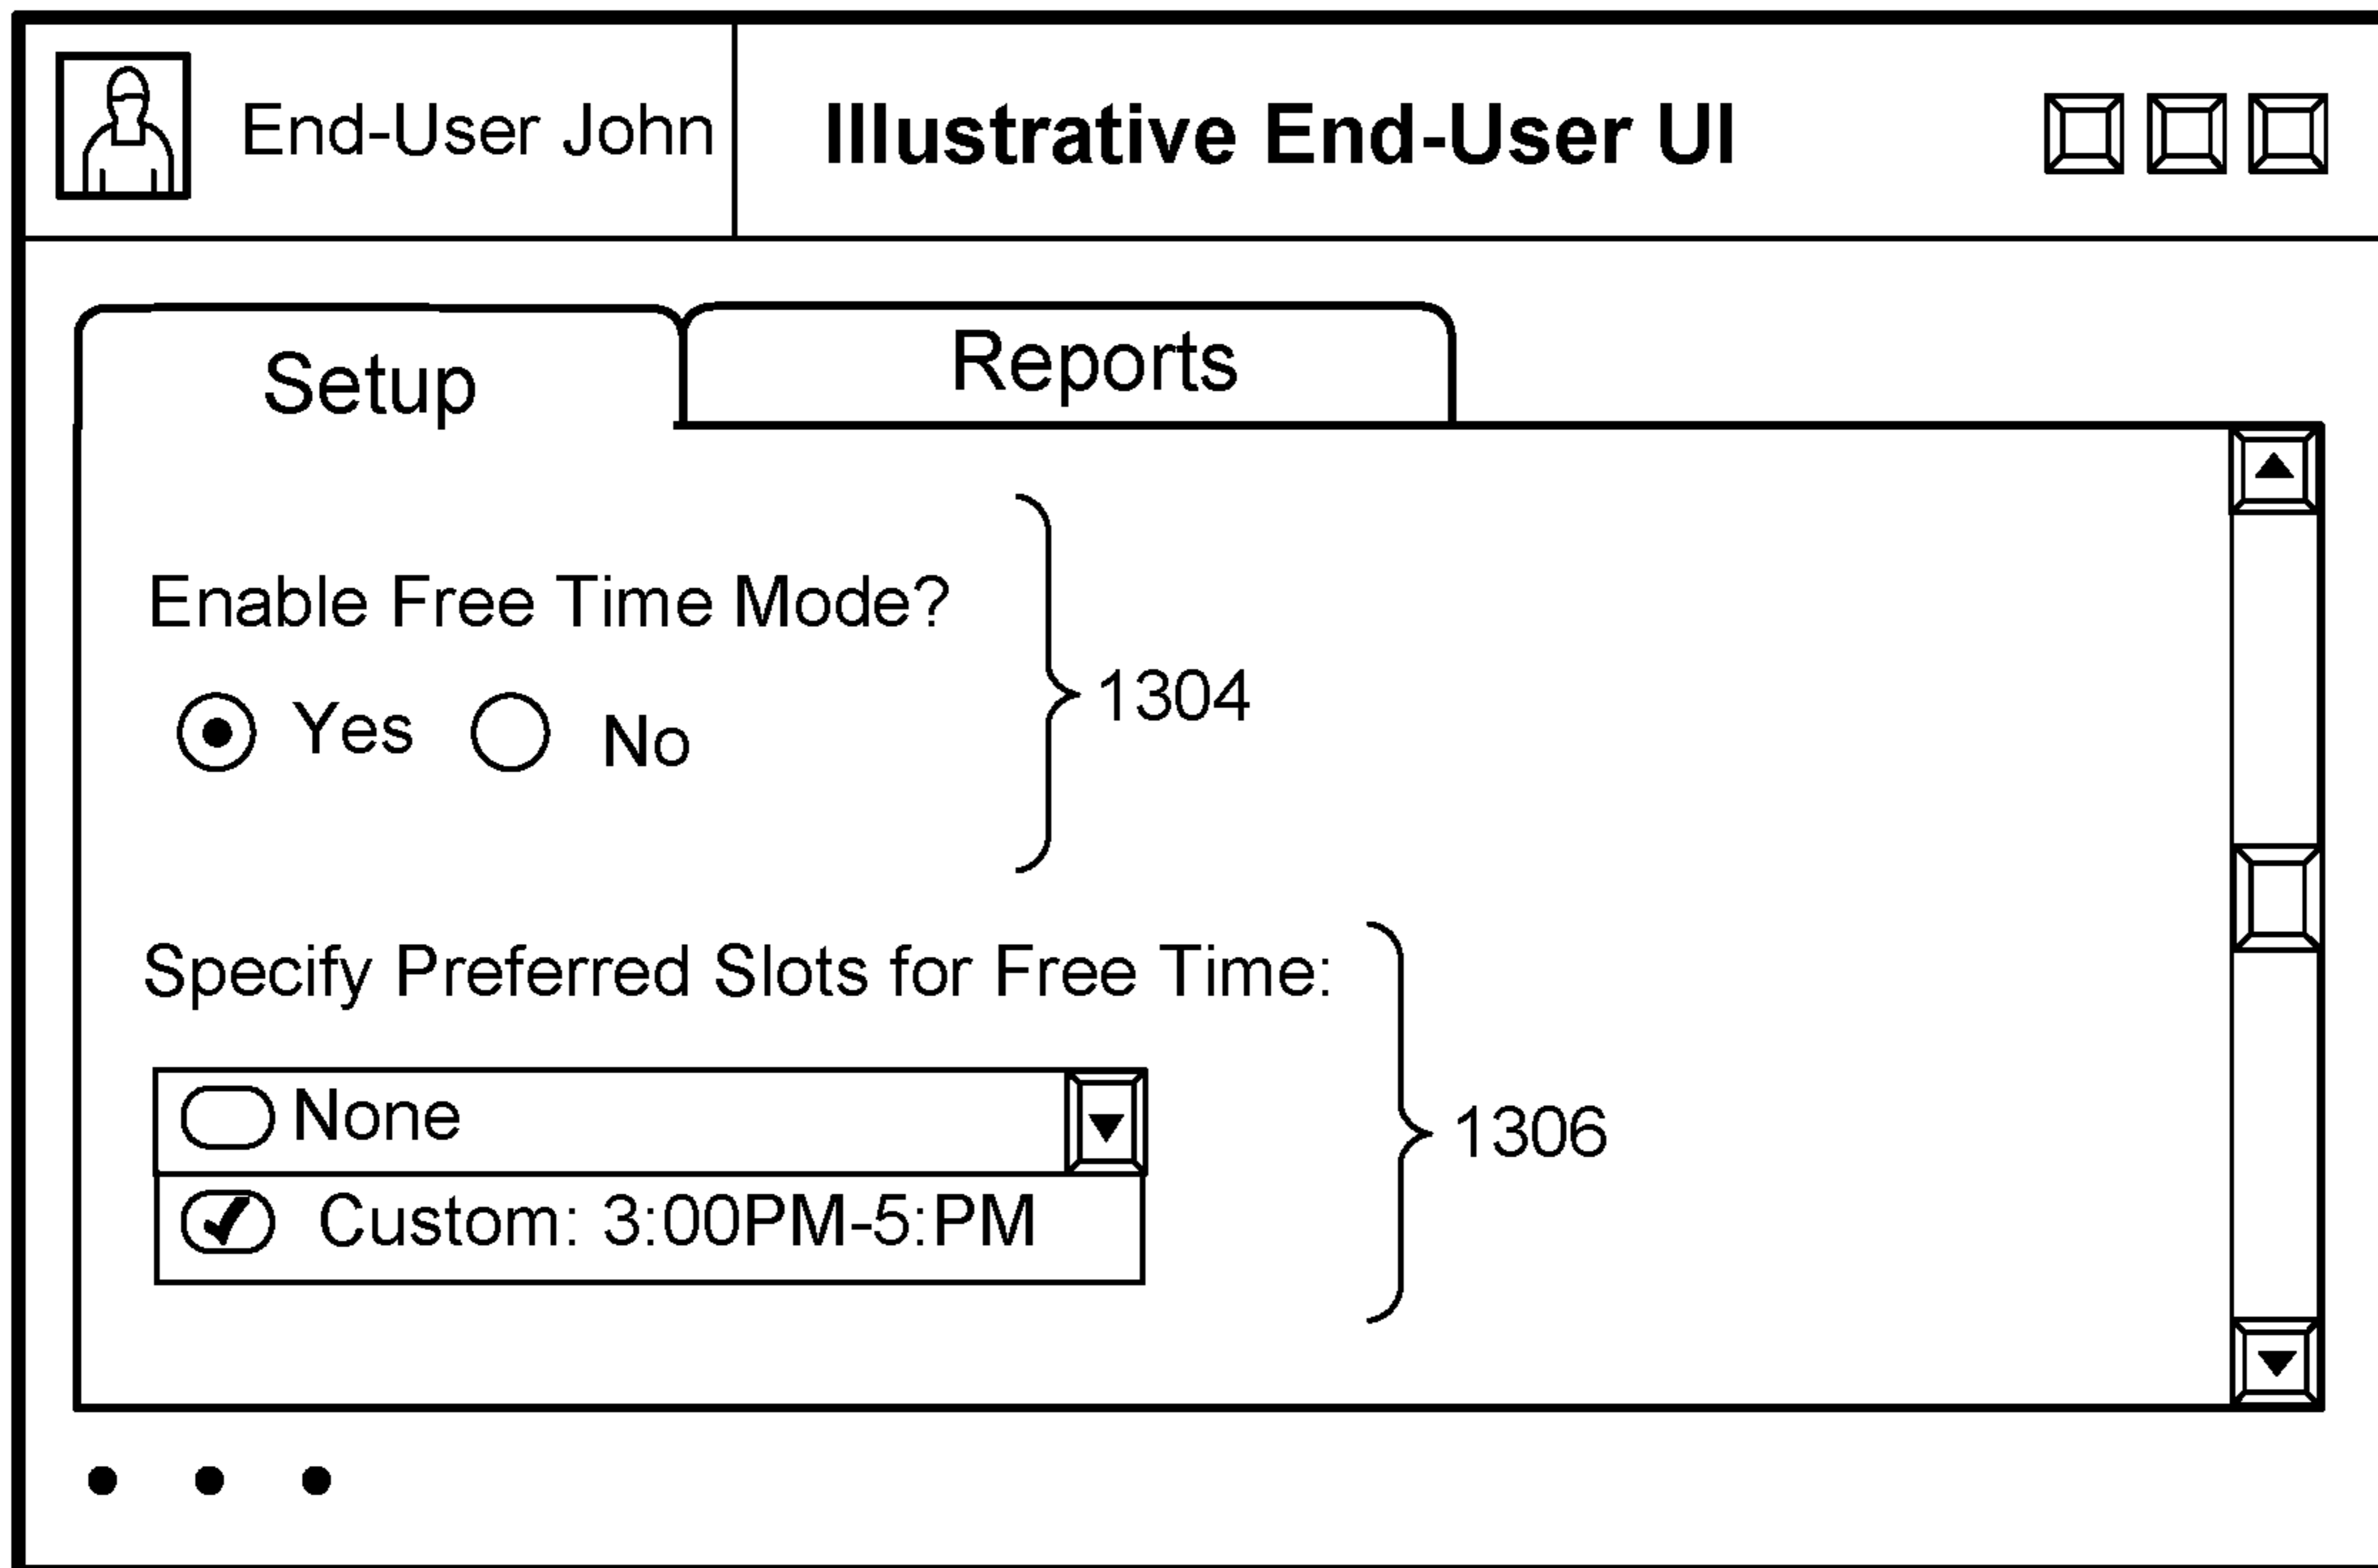 End-User John
Illustrative End-User UI
Setup
Reports
Enable Free Time Mode?
Yes
No
1304
Specify Preferred Slots for Free Time:
None
Custom: 3:00PM-5:PM
1306